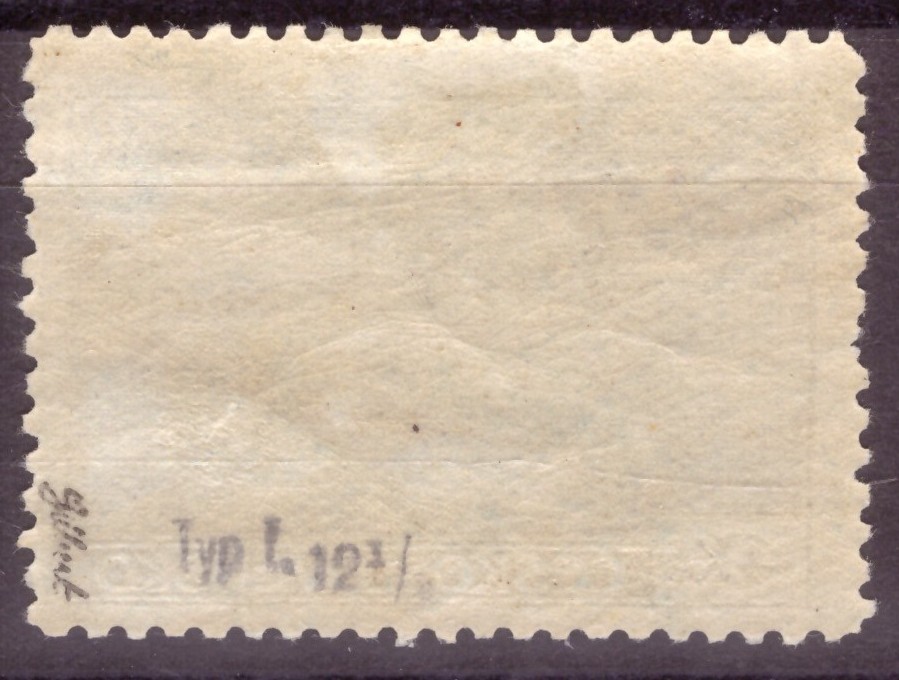 Gilbert
Typ I. 12¹/₂